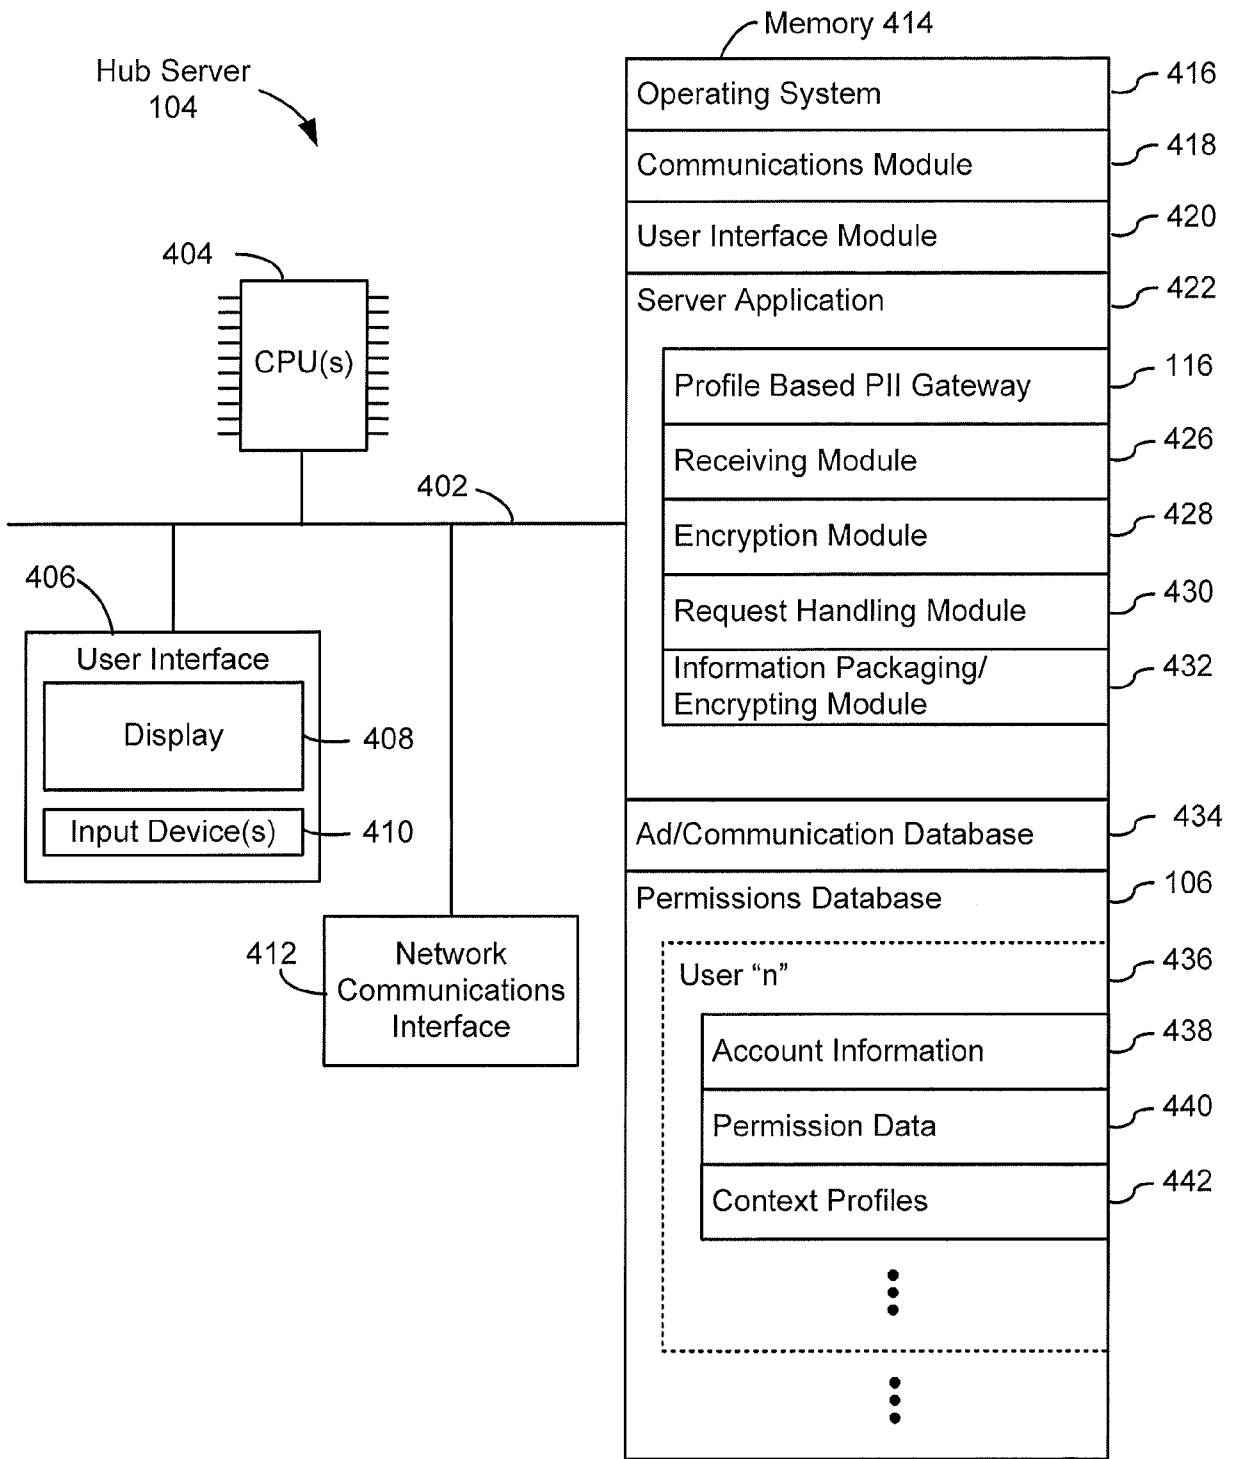 Memory 414
Hub Server
104
Operating System
416
Communications Module
418
User Interface Module
420
Server Application
422
Profile Based PII Gateway
116
Receiving Module
426
Encryption Module
428
Request Handling Module
430
Information Packaging/
Encrypting Module
432
Ad/Communication Database
434
Permissions Database
106
User “n”
436
Account Information
438
Permission Data
440
Context Profiles
442
404
CPU(s)
402
406
User Interface
Display
408
Input Device(s)
410
412
Network
Communications
Interface